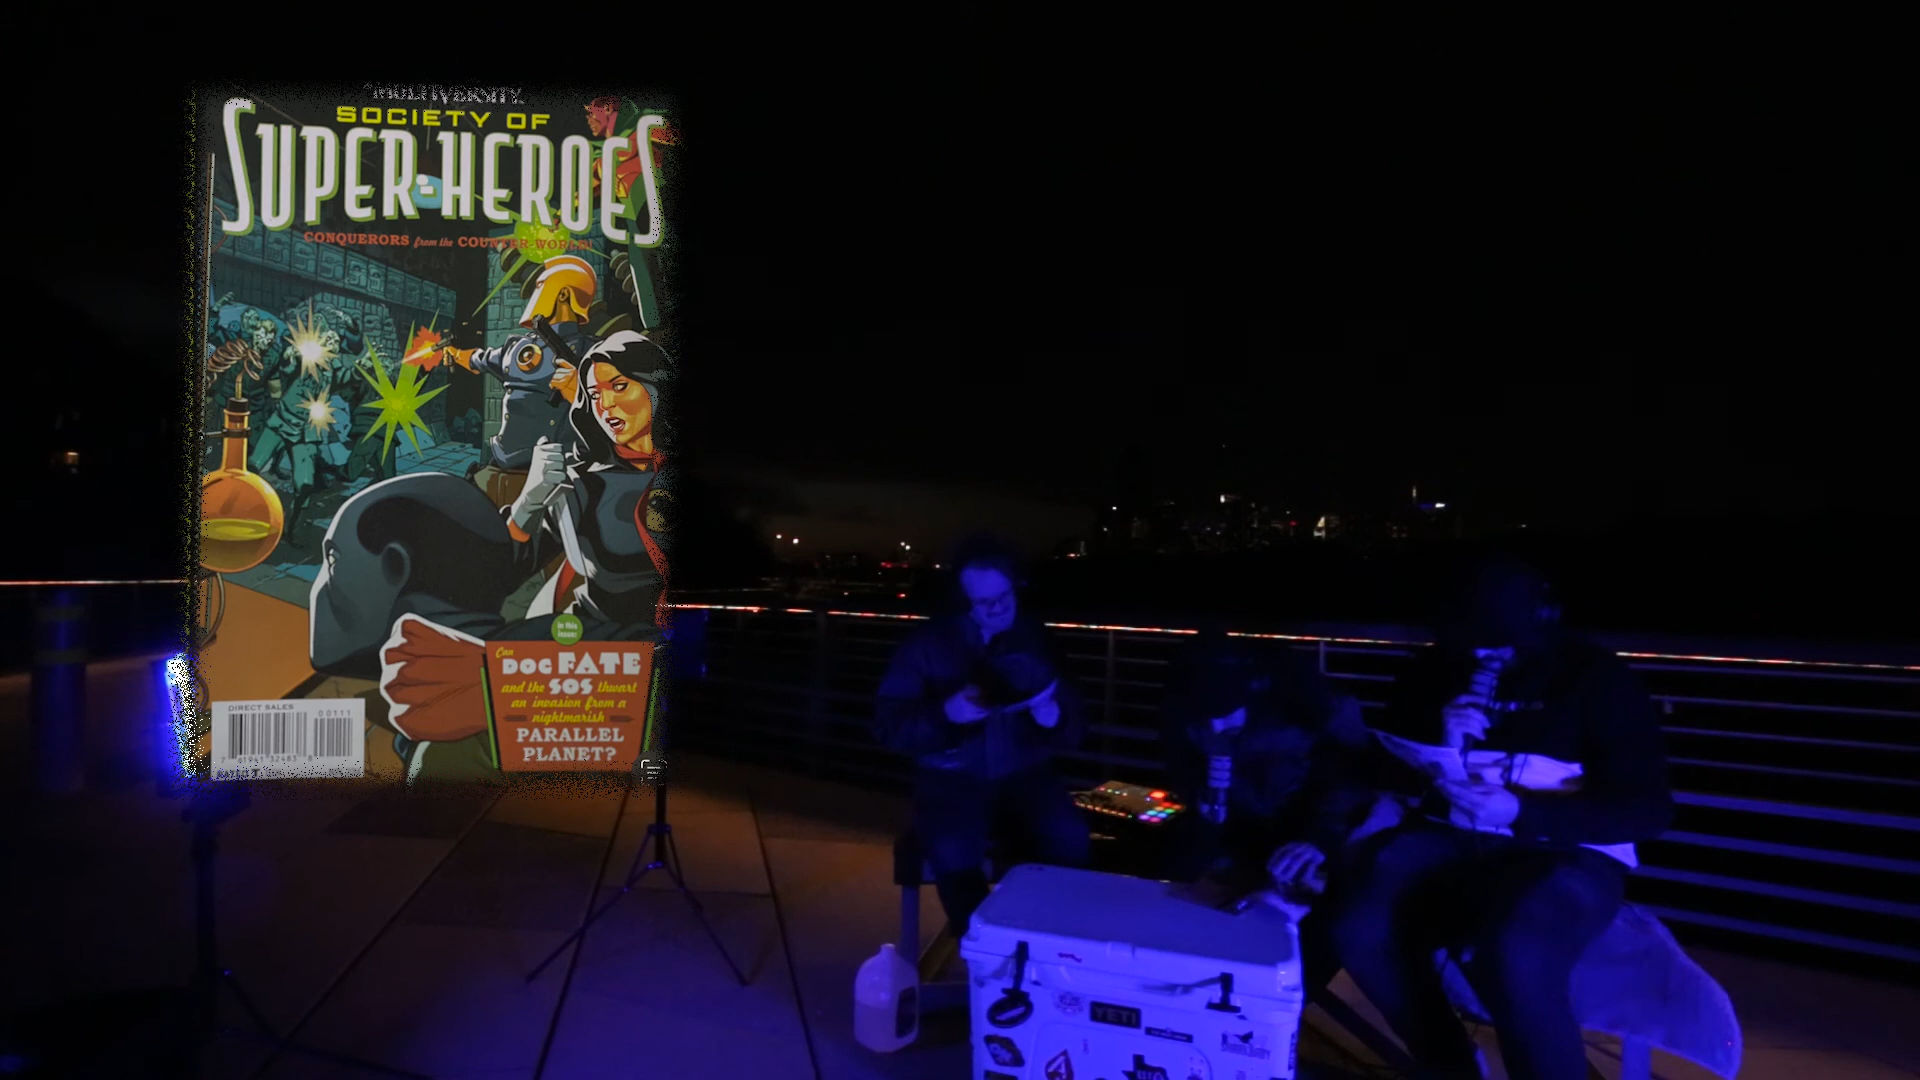 MULTIVERSITY
SOCIETY OF
SUPER-HEROES
CONQUERORS from the COUNTER-WORLD!
in this
issue:
Can
DOC FATE
and the SOS thwart
an invasion from a
nightmarish
PARALLEL
PLANET?
DIRECT SALES
00111
YETI